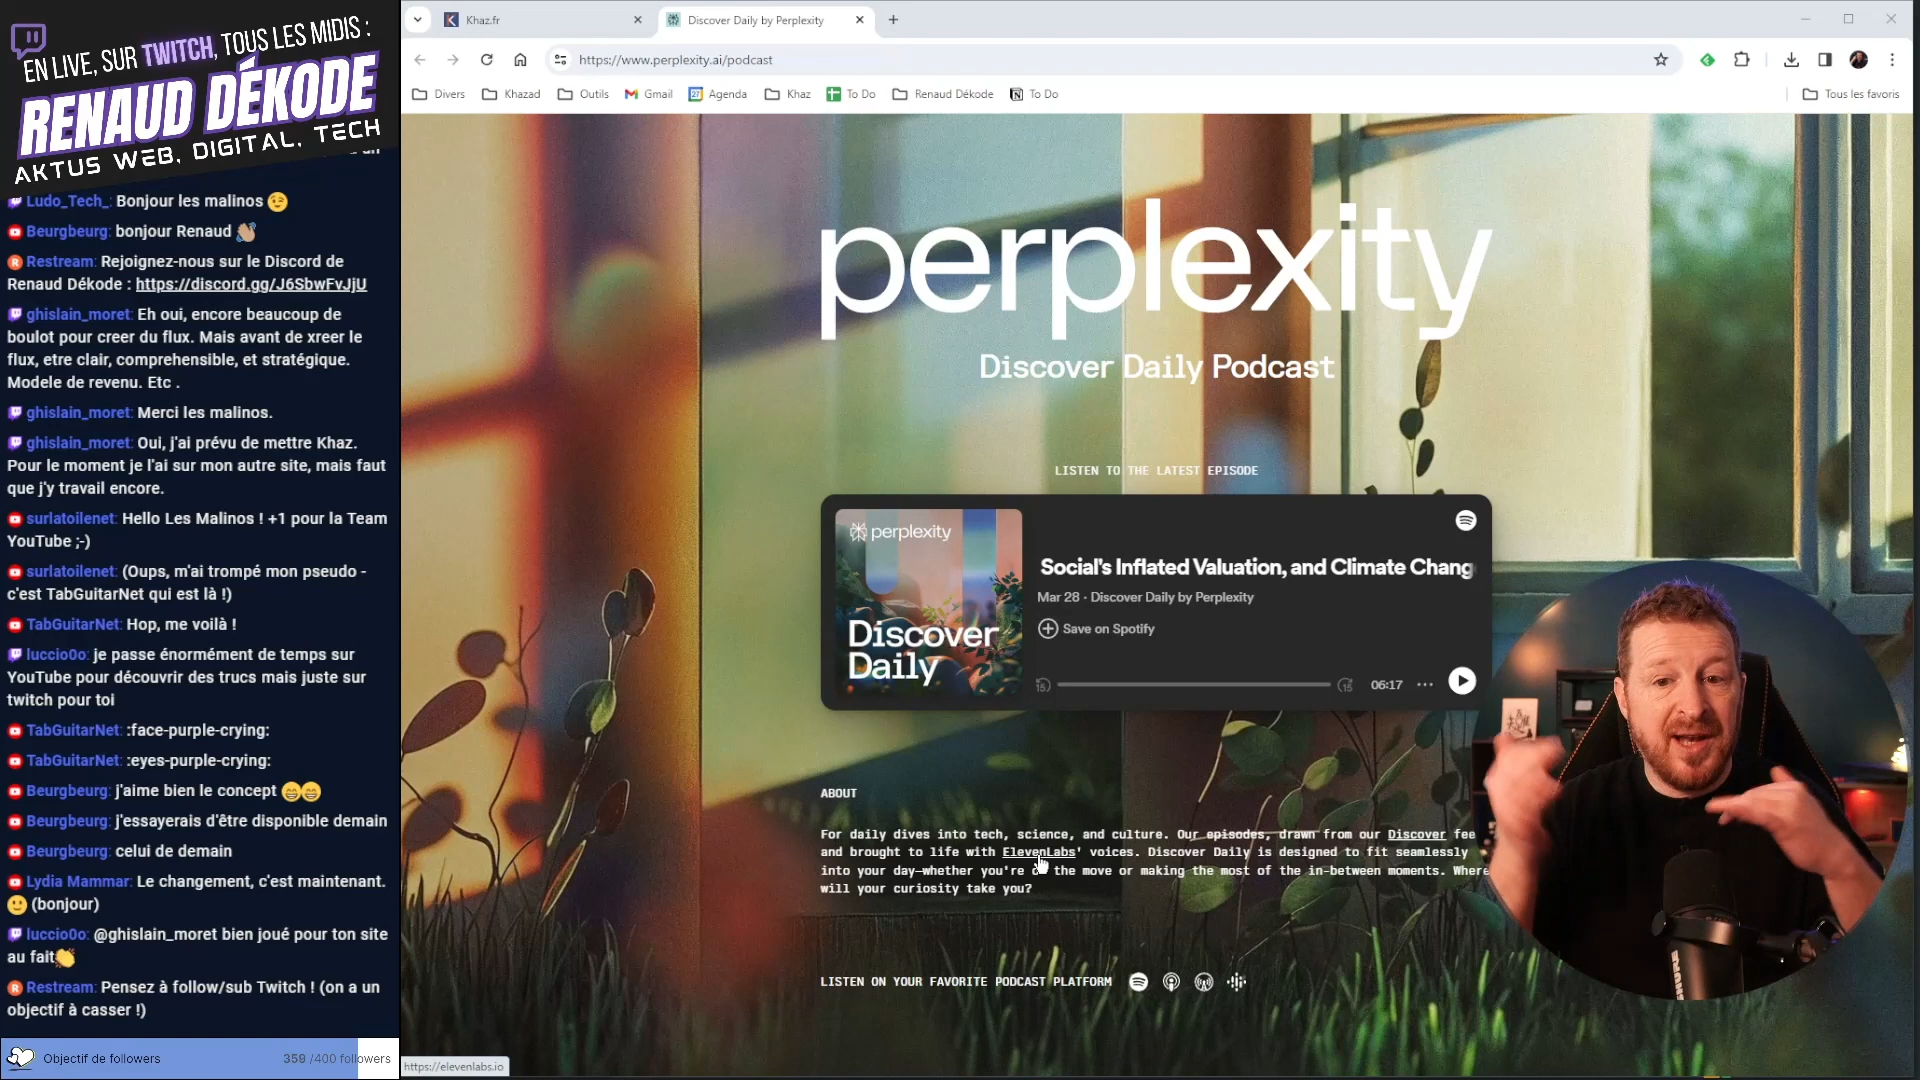 EN LIVE, SUR TWITCH, TOUS LES MIDIS :
RENAUD DÉKODE
AKTUS WEB, DIGITAL, TECH
Ludo_Tech_: Bonjour les malinos
Beurgbeurg: bonjour Renaud
Restream: Rejoignez-nous sur le Discord de
Renaud Dékode : https://discord.gg/J6SbwFvJjU
ghislain_moret: Eh oui, encore beaucoup de
boulot pour creer du flux. Mais avant de xreer le
flux, etre clair, comprehensible, et stratégique.
Modele de revenu. Etc .
ghislain_moret: Merci les malinos.
ghislain_moret: Oui, j'ai prévu de mettre Khaz.
Pour le moment je l'ai sur mon autre site, mais faut
que j'y travail encore.
surlatoilenet: Hello Les Malinos ! +1 pour la Team
YouTube ;-)
surlatoilenet: (Oups, m'ai trompé mon pseudo -
c'est TabGuitarNet qui est là !)
TabGuitarNet: Hop, me voilà !
luccio0o: je passe énormément de temps sur
YouTube pour découvrir des trucs mais juste sur
twitch pour toi
TabGuitarNet: :face-purple-crying:
TabGuitarNet: :eyes-purple-crying:
Beurgbeurg: j'aime bien le concept
Beurgbeurg: j'essayerais d'être disponible demain
Beurgbeurg: celui de demain
Lydia Mammar: Le changement, c'est maintenant.
(bonjour)
luccio0o: @ghislain_moret bien joué pour ton site
au fait
Restream: Pensez à follow/sub Twitch ! (on a un
objectif à casser !)
Objectif de followers 359 /400 followers
Khaz.fr
Discover Daily by Perplexity
https://www.perplexity.ai/podcast
Divers Khazad Outils Gmail Agenda Khaz To Do Renaud Dékode To Do Tous les favoris
perplexity
Discover Daily Podcast
LISTEN TO THE LATEST EPISODE
perplexity
Discover
Daily
Social's Inflated Valuation, and Climate Chang
Mar 28 · Discover Daily by Perplexity
Save on Spotify
15 15 06:17
ABOUT
For daily dives into tech, science, and culture. Our episodes, drawn from our Discover fee
and brought to life with ElevenLabs' voices. Discover Daily is designed to fit seamlessly
into your day—whether you're the move or making the most of the in-between moments. Where
will your curiosity take you?
LISTEN ON YOUR FAVORITE PODCAST PLATFORM
https://elevenlabs.io